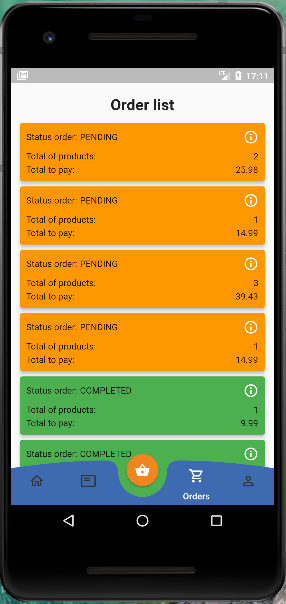 17:11
Order list
Status order: PENDING
Total of products: 2
Total to pay: 25.98
Status order: PENDING
Total of products: 1
Total to pay: 14.99
Status order: PENDING
Total of products: 3
Total to pay: 39.43
Status order: PENDING
Total of products: 1
Total to pay: 14.99
Status order: COMPLETED
Total of products: 1
Total to pay: 9.99
Status order: COMPLETED
Orders